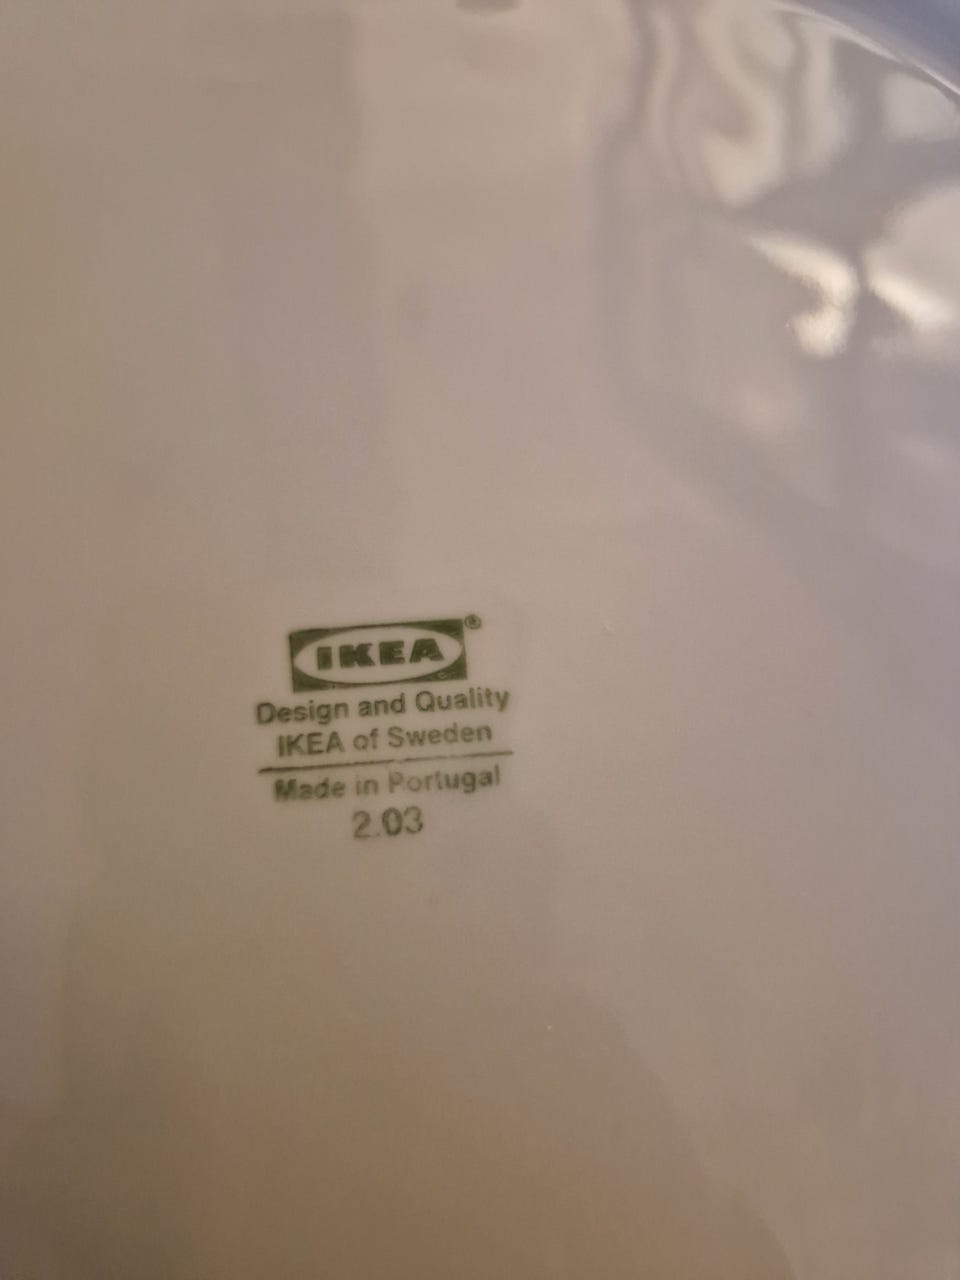 IKEA®
Design and Quality
IKEA of Sweden
Made in Portugal
2.03